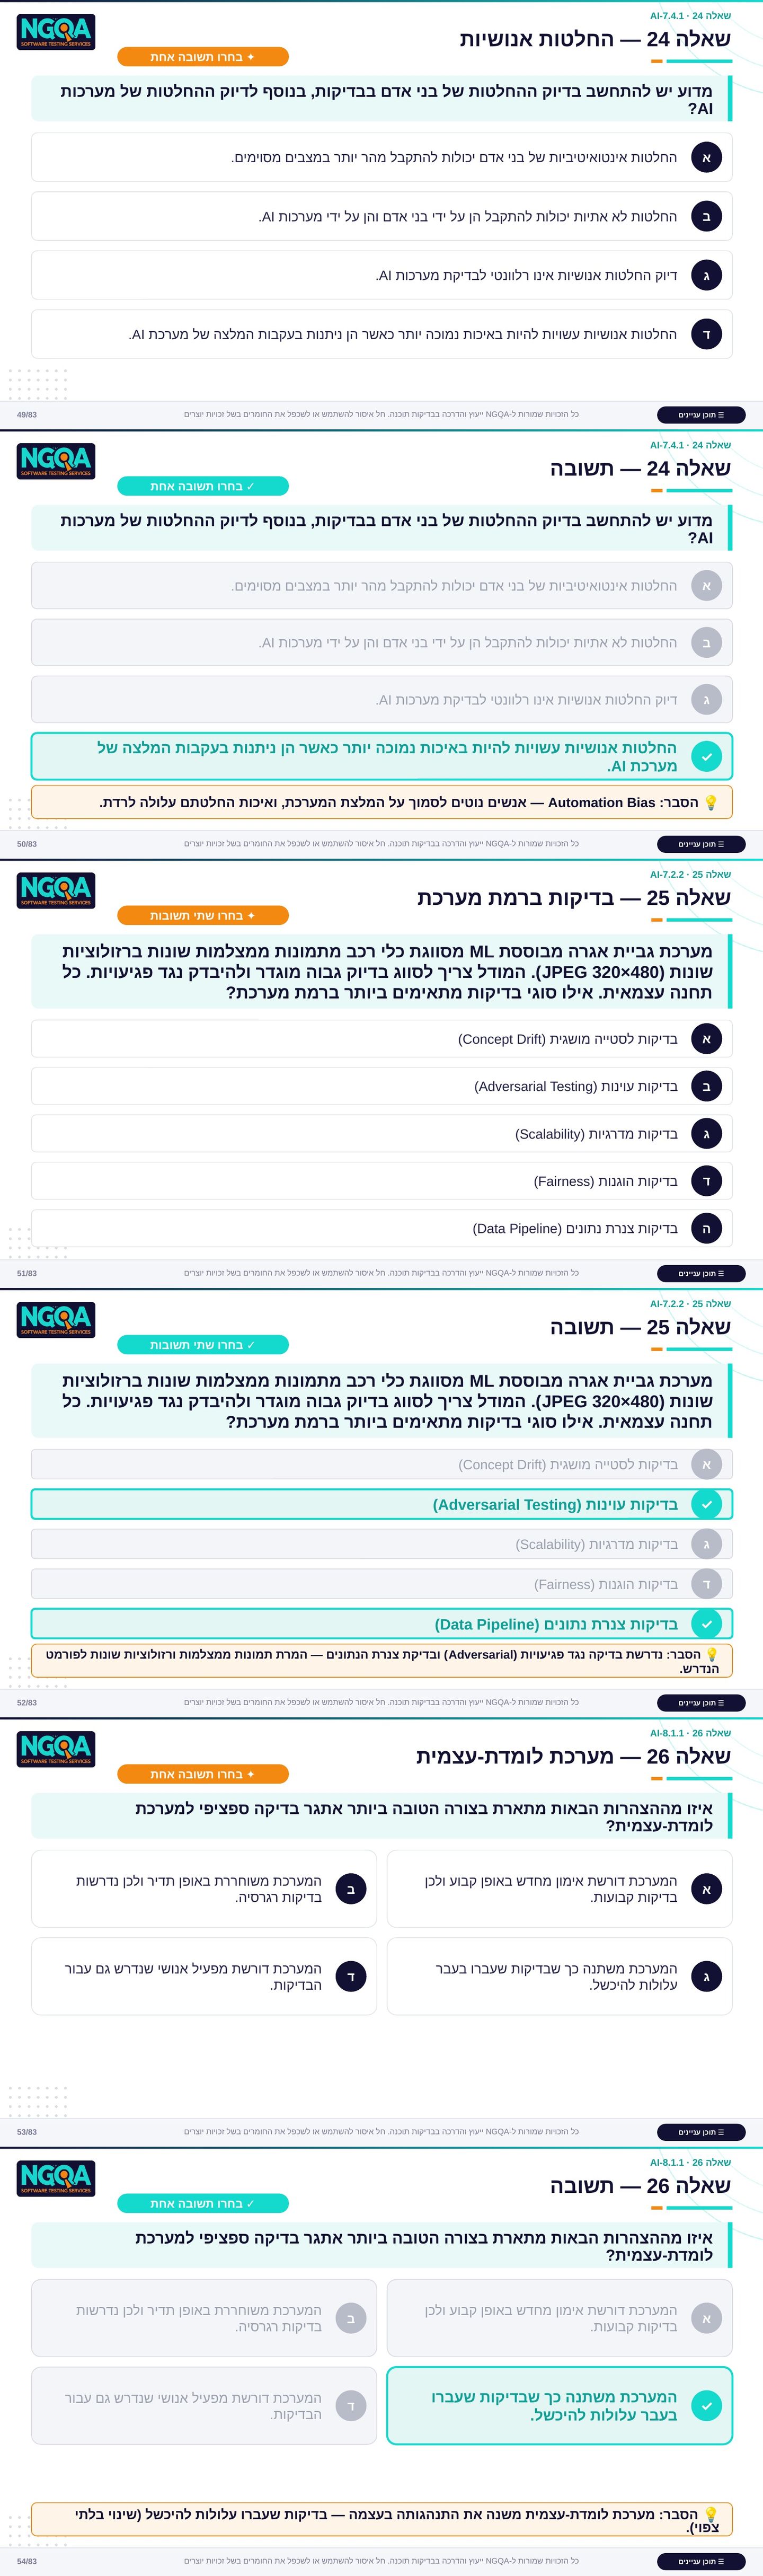 שאלה 24 · AI-7.4.1
שאלה 24 — החלטות אנושיות
NGQA
SOFTWARE TESTING SERVICES
✦ בחרו תשובה אחת
מדוע יש להתחשב בדיוק ההחלטות של בני אדם בבדיקות, בנוסף לדיוק ההחלטות של מערכות
AI?
א
החלטות אינטואיטיביות של בני אדם יכולות להתקבל מהר יותר במצבים מסוימים.
ב
החלטות לא אתיות יכולות להתקבל הן על ידי בני אדם והן על ידי מערכות AI.
ג
דיוק החלטות אנושיות אינו רלוונטי לבדיקת מערכות AI.
ד
החלטות אנושיות עשויות להיות באיכות נמוכה יותר כאשר הן ניתנות בעקבות המלצה של מערכת AI.
☰ תוכן עניינים
כל הזכויות שמורות ל-NGQA ייעוץ והדרכה בבדיקות תוכנה. חל איסור להשתמש או לשכפל את החומרים בשל זכויות יוצרים
49/83
שאלה 24 · AI-7.4.1
שאלה 24 — תשובה
NGQA
SOFTWARE TESTING SERVICES
✓ בחרו תשובה אחת
מדוע יש להתחשב בדיוק ההחלטות של בני אדם בבדיקות, בנוסף לדיוק ההחלטות של מערכות
AI?
א
החלטות אינטואיטיביות של בני אדם יכולות להתקבל מהר יותר במצבים מסוימים.
ב
החלטות לא אתיות יכולות להתקבל הן על ידי בני אדם והן על ידי מערכות AI.
ג
דיוק החלטות אנושיות אינו רלוונטי לבדיקת מערכות AI.
✓
החלטות אנושיות עשויות להיות באיכות נמוכה יותר כאשר הן ניתנות בעקבות המלצה של
מערכת AI.
💡 הסבר: Automation Bias — אנשים נוטים לסמוך על המלצת המערכת, ואיכות החלטתם עלולה לרדת.
☰ תוכן עניינים
כל הזכויות שמורות ל-NGQA ייעוץ והדרכה בבדיקות תוכנה. חל איסור להשתמש או לשכפל את החומרים בשל זכויות יוצרים
50/83
שאלה 25 · AI-7.2.2
שאלה 25 — בדיקות ברמת מערכת
NGQA
SOFTWARE TESTING SERVICES
✦ בחרו שתי תשובות
מערכת גביית אגרה מבוססת ML מסווגת כלי רכב מתמונות ממצלמות שונות ברזולוציות
שונות (JPEG 320×480). המודל צריך לסווג בדיוק גבוה מוגדר ולהיבדק נגד פגיעויות. כל
תחנה עצמאית. אילו סוגי בדיקות מתאימים ביותר ברמת מערכת?
א
בדיקות לסטייה מושגית (Concept Drift)
ב
בדיקות עוינות (Adversarial Testing)
ג
בדיקות מדרגיות (Scalability)
ד
בדיקות הוגנות (Fairness)
ה
בדיקות צנרת נתונים (Data Pipeline)
☰ תוכן עניינים
כל הזכויות שמורות ל-NGQA ייעוץ והדרכה בבדיקות תוכנה. חל איסור להשתמש או לשכפל את החומרים בשל זכויות יוצרים
51/83
שאלה 25 · AI-7.2.2
שאלה 25 — תשובה
NGQA
SOFTWARE TESTING SERVICES
✓ בחרו שתי תשובות
מערכת גביית אגרה מבוססת ML מסווגת כלי רכב מתמונות ממצלמות שונות ברזולוציות
שונות (JPEG 320×480). המודל צריך לסווג בדיוק גבוה מוגדר ולהיבדק נגד פגיעויות. כל
תחנה עצמאית. אילו סוגי בדיקות מתאימים ביותר ברמת מערכת?
א
בדיקות לסטייה מושגית (Concept Drift)
✓
בדיקות עוינות (Adversarial Testing)
ג
בדיקות מדרגיות (Scalability)
ד
בדיקות הוגנות (Fairness)
✓
בדיקות צנרת נתונים (Data Pipeline)
💡 הסבר: נדרשת בדיקה נגד פגיעויות (Adversarial) ובדיקת צנרת הנתונים — המרת תמונות ממצלמות ורזולוציות שונות לפורמט
הנדרש.
☰ תוכן עניינים
כל הזכויות שמורות ל-NGQA ייעוץ והדרכה בבדיקות תוכנה. חל איסור להשתמש או לשכפל את החומרים בשל זכויות יוצרים
52/83
שאלה 26 · AI-8.1.1
שאלה 26 — מערכת לומדת-עצמית
NGQA
SOFTWARE TESTING SERVICES
✦ בחרו תשובה אחת
איזו מההצהרות הבאות מתארת בצורה הטובה ביותר אתגר בדיקה ספציפי למערכת
לומדת-עצמית?
א
המערכת דורשת אימון מחדש באופן קבוע ולכן
בדיקות קבועות.
ב
המערכת משוחררת באופן תדיר ולכן נדרשות
בדיקות רגרסיה.
ג
המערכת משתנה כך שבדיקות שעברו בעבר
עלולות להיכשל.
ד
המערכת דורשת מפעיל אנושי שנדרש גם עבור
הבדיקות.
☰ תוכן עניינים
כל הזכויות שמורות ל-NGQA ייעוץ והדרכה בבדיקות תוכנה. חל איסור להשתמש או לשכפל את החומרים בשל זכויות יוצרים
53/83
שאלה 26 · AI-8.1.1
שאלה 26 — תשובה
NGQA
SOFTWARE TESTING SERVICES
✓ בחרו תשובה אחת
איזו מההצהרות הבאות מתארת בצורה הטובה ביותר אתגר בדיקה ספציפי למערכת
לומדת-עצמית?
א
המערכת דורשת אימון מחדש באופן קבוע ולכן
בדיקות קבועות.
ב
המערכת משוחררת באופן תדיר ולכן נדרשות
בדיקות רגרסיה.
✓
המערכת משתנה כך שבדיקות שעברו
בעבר עלולות להיכשל.
ד
המערכת דורשת מפעיל אנושי שנדרש גם עבור
הבדיקות.
💡 הסבר: מערכת לומדת-עצמית משנה את התנהגותה בעצמה — בדיקות שעברו עלולות להיכשל (שינוי בלתי
צפוי).
☰ תוכן עניינים
כל הזכויות שמורות ל-NGQA ייעוץ והדרכה בבדיקות תוכנה. חל איסור להשתמש או לשכפל את החומרים בשל זכויות יוצרים
54/83